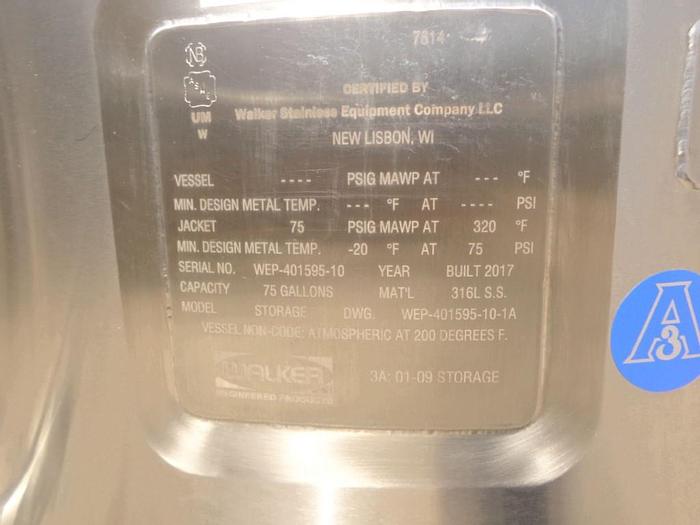 7814
NB
ASME
UM
W
CERTIFIED BY
Walker Stainless Equipment Company LLC
NEW LISBON, WI
VESSEL ---- PSIG MAWP AT --- °F
MIN. DESIGN METAL TEMP. --- °F AT ---- PSI
JACKET 75 PSIG MAWP AT 320 °F
MIN. DESIGN METAL TEMP. -20 °F AT 75 PSI
SERIAL NO. WEP-401595-10 YEAR BUILT 2017
CAPACITY 75 GALLONS MAT'L 316L S.S.
MODEL STORAGE DWG. WEP-401595-10-1A
VESSEL NON-CODE: ATMOSPHERIC AT 200 DEGREES F.
WALKER
ENGINEERED PRODUCTS
3A: 01-09 STORAGE
A3